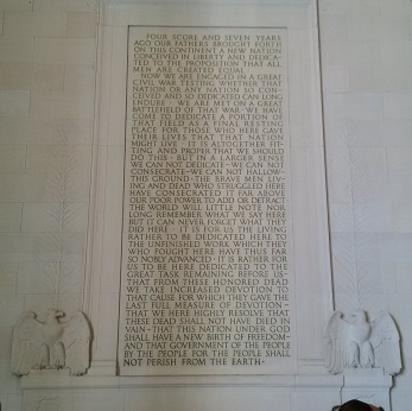 FOUR SCORE AND SEVEN YEARS
AGO OUR FATHERS BROUGHT FORTH
ON THIS CONTINENT A NEW NATION
CONCEIVED IN LIBERTY AND DEDICA-
TED TO THE PROPOSITION THAT ALL
MEN ARE CREATED EQUAL ·
NOW WE ARE ENGAGED IN A GREAT
CIVIL WAR TESTING WHETHER THAT
NATION OR ANY NATION SO CON-
CEIVED AND SO DEDICATED CAN LONG
ENDURE · WE ARE MET ON A GREAT
BATTLEFIELD OF THAT WAR · WE HAVE
COME TO DEDICATE A PORTION OF
THAT FIELD AS A FINAL RESTING
PLACE FOR THOSE WHO HERE GAVE
THEIR LIVES THAT THAT NATION
MIGHT LIVE · IT IS ALTOGETHER FIT-
TING AND PROPER THAT WE SHOULD
DO THIS · BUT IN A LARGER SENSE
WE CAN NOT DEDICATE~WE CAN NOT
CONSECRATE~WE CAN NOT HALLOW~
THIS GROUND · THE BRAVE MEN LIV-
ING AND DEAD WHO STRUGGLED HERE
HAVE CONSECRATED IT FAR ABOVE
OUR POOR POWER TO ADD OR DETRACT ·
THE WORLD WILL LITTLE NOTE NOR
LONG REMEMBER WHAT WE SAY HERE
BUT IT CAN NEVER FORGET WHAT THEY
DID HERE · IT IS FOR US THE LIVING
RATHER TO BE DEDICATED HERE TO
THE UNFINISHED WORK WHICH THEY
WHO FOUGHT HERE HAVE THUS FAR
SO NOBLY ADVANCED · IT IS RATHER FOR
US TO BE HERE DEDICATED TO THE
GREAT TASK REMAINING BEFORE US~
THAT FROM THESE HONORED DEAD
WE TAKE INCREASED DEVOTION TO
THAT CAUSE FOR WHICH THEY GAVE THE
LAST FULL MEASURE OF DEVOTION~
THAT WE HERE HIGHLY RESOLVE THAT
THESE DEAD SHALL NOT HAVE DIED IN
VAIN~THAT THIS NATION UNDER GOD
SHALL HAVE A NEW BIRTH OF FREEDOM~
AND THAT GOVERNMENT OF THE PEOPLE
BY THE PEOPLE FOR THE PEOPLE SHALL
NOT PERISH FROM THE EARTH ·